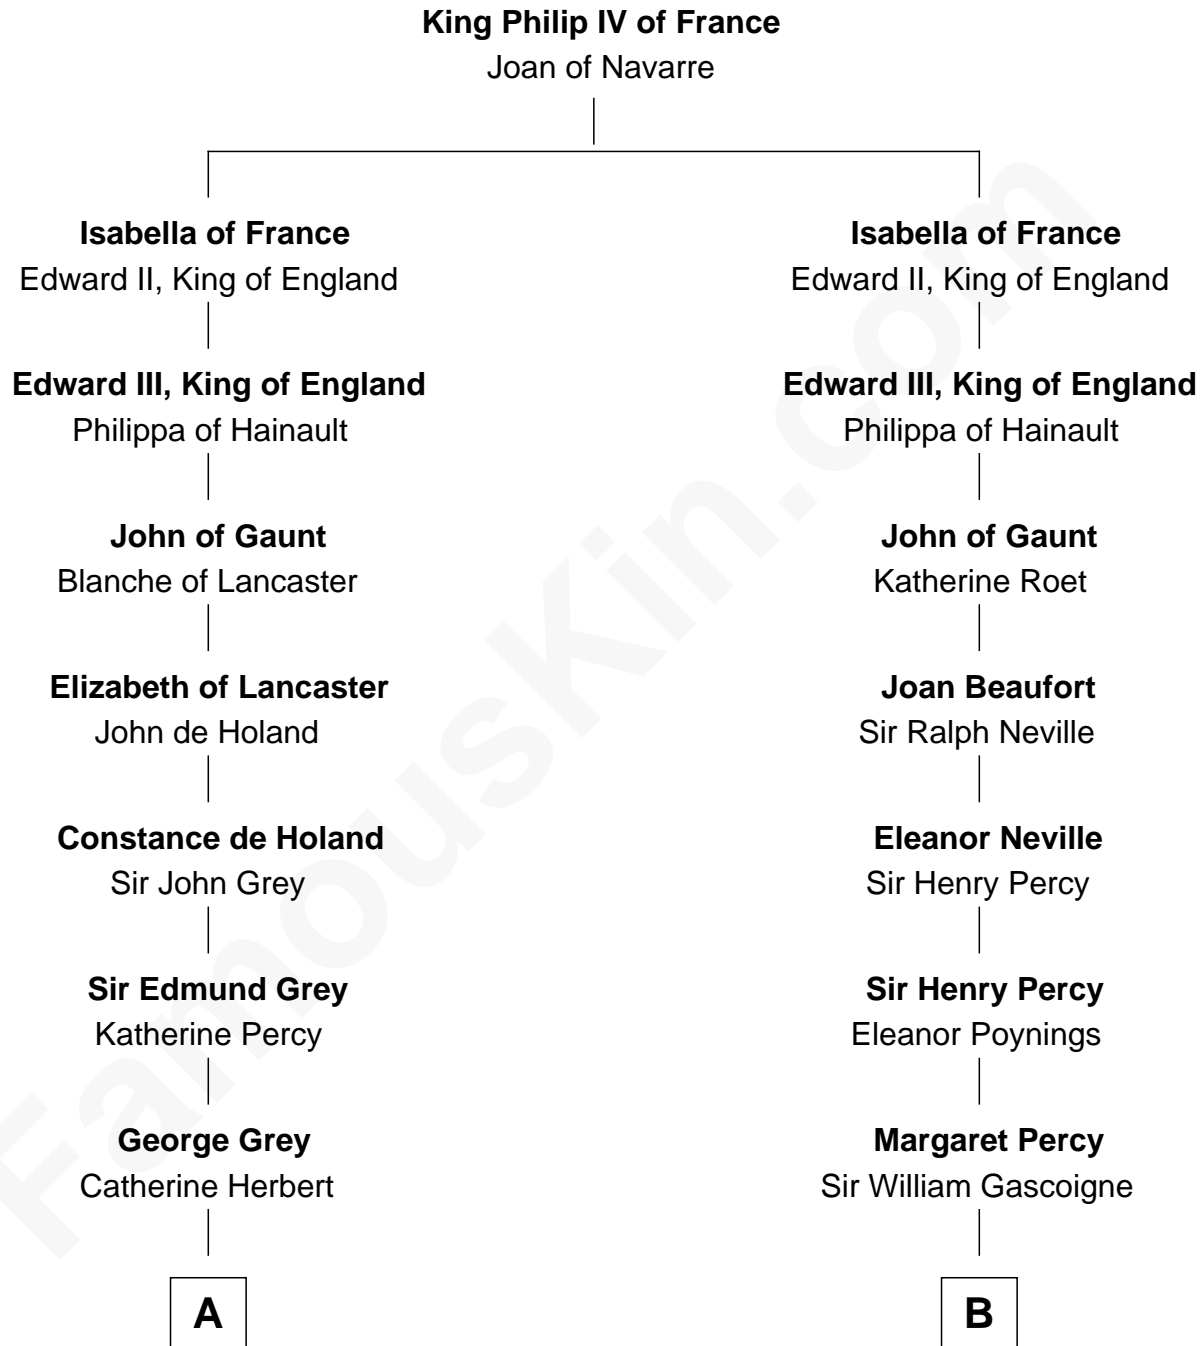 King Philip IV of France
Joan of Navarre
Isabella of France
Edward II, King of England
Isabella of France
Edward II, King of England
Edward III, King of England
Philippa of Hainault
Edward III, King of England
Philippa of Hainault
John of Gaunt
Blanche of Lancaster
John of Gaunt
Katherine Roet
Elizabeth of Lancaster
John de Holand
Joan Beaufort
Sir Ralph Neville
Constance de Holand
Sir John Grey
Eleanor Neville
Sir Henry Percy
Sir Edmund Grey
Katherine Percy
Sir Henry Percy
Eleanor Poynings
George Grey
Catherine Herbert
Margaret Percy
Sir William Gascoigne
A
B
FamousKin.com